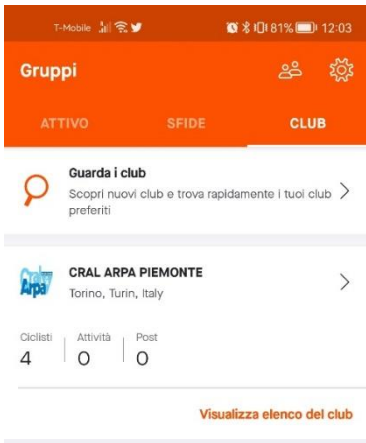 T-Mobile 81% 12:03
Gruppi
ATTIVO SFIDE CLUB
Guarda i club
Scopri nuovi club e trova rapidamente i tuoi club
preferiti
Arpa
CRAL ARPA PIEMONTE
Torino, Turin, Italy
Ciclisti Attività Post
4 0 0
Visualizza elenco del club